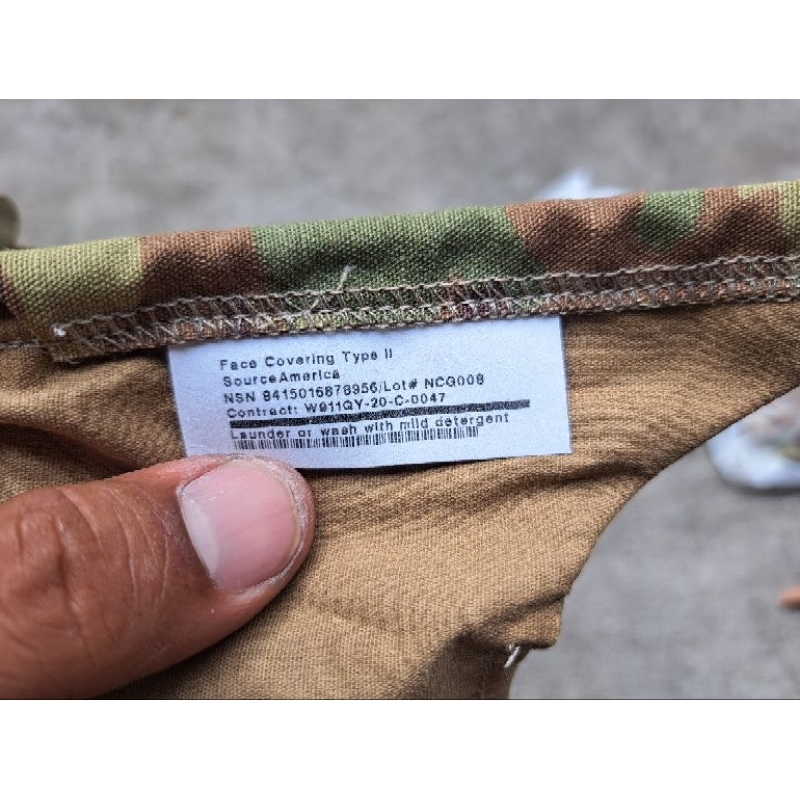 Face Covering Type II
SourceAmerica
NSN 8415016878956/Lot# NCG008
Contract: W911QY-20-C-0047
Launder or wash with mild detergent